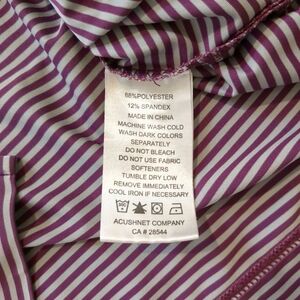 88%POLYESTER
12% SPANDEX
MADE IN CHINA
MACHINE WASH COLD
WASH DARK COLORS
SEPARATELY
DO NOT BLEACH
DO NOT USE FABRIC
SOFTENERS
TUMBLE DRY LOW
REMOVE IMMEDIATELY
COOL IRON IF NECESSARY
ACUSHNET COMPANY
CA # 28544